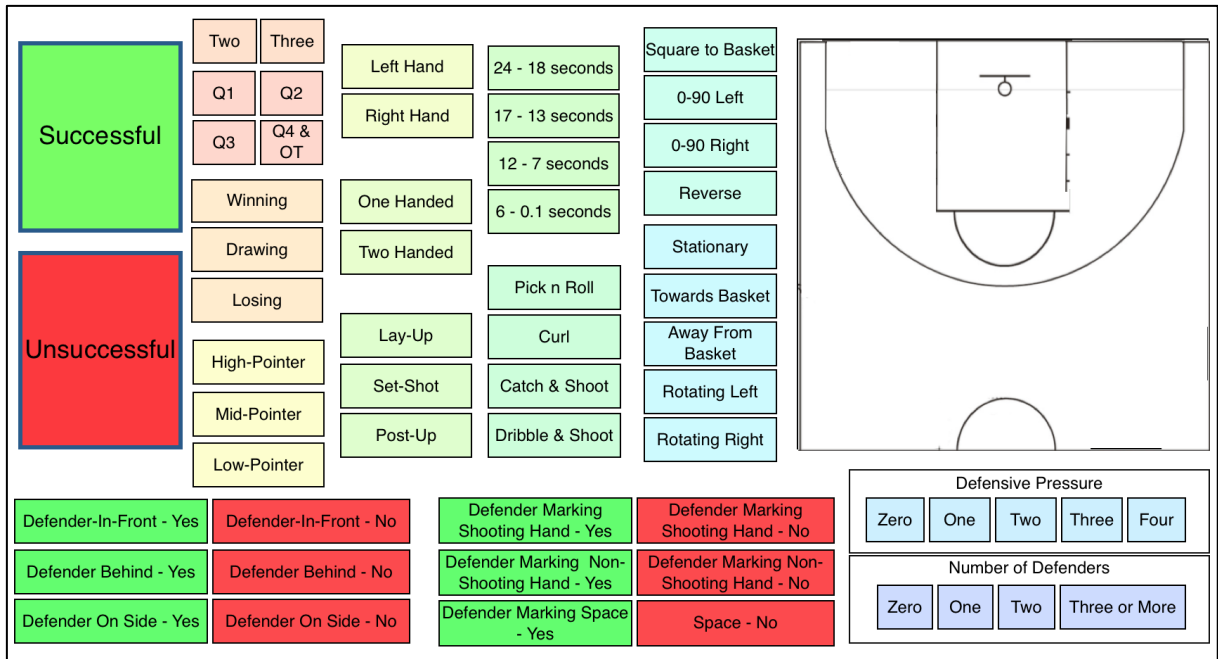 Successful
Unsuccessful
Two
Three
Q1
Q2
Q3
Q4 &
OT
Winning
Drawing
Losing
High-Pointer
Mid-Pointer
Low-Pointer
Left Hand
Right Hand
One Handed
Two Handed
Lay-Up
Set-Shot
Post-Up
24 - 18 seconds
17 - 13 seconds
12 - 7 seconds
6 - 0.1 seconds
Pick n Roll
Curl
Catch & Shoot
Dribble & Shoot
Square to Basket
0-90 Left
0-90 Right
Reverse
Stationary
Towards Basket
Away From
Basket
Rotating Left
Rotating Right
Defender-In-Front - Yes
Defender-In-Front - No
Defender Behind - Yes
Defender Behind - No
Defender On Side - Yes
Defender On Side - No
Defender Marking
Shooting Hand - Yes
Defender Marking
Shooting Hand - No
Defender Marking Non-
Shooting Hand - Yes
Defender Marking Non-
Shooting Hand - No
Defender Marking Space
- Yes
Space - No
Defensive Pressure
Zero
One
Two
Three
Four
Number of Defenders
Zero
One
Two
Three or More